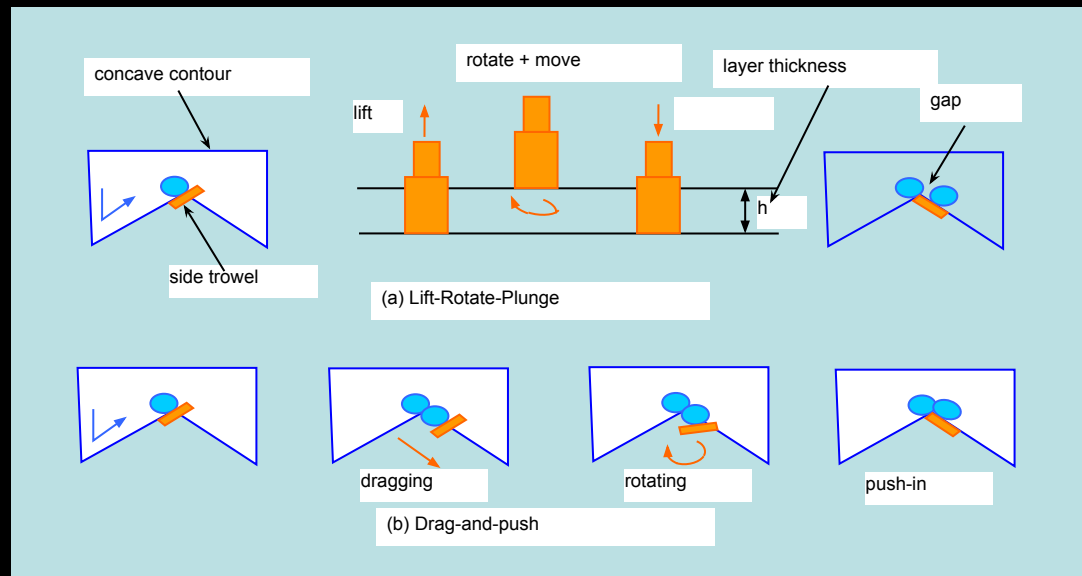 concave contour
rotate + move
layer thickness
lift
gap
h
side trowel
(a) Lift-Rotate-Plunge
dragging
rotating
push-in
(b) Drag-and-push